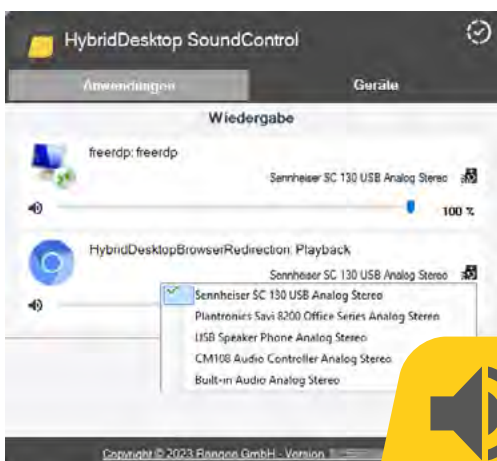 HybridDesktop SoundControl
Anwendungen Geräte
Wiedergabe
freerdp: freerdp
Sennheiser SC 130 USB Analog Stereo
100 %
HybridDesktopBrowserRedirection: Playback
Sennheiser SC 130 USB Analog Stereo
Sennheiser SC 130 USB Analog Stereo
Plantronics Savi 8200 Office Series Analog Stereo
USB Speaker Phone Analog Stereo
CM108 Audio Controller Analog Stereo
Built-in Audio Analog Stereo
Copyright © 2023 GmbH - Version